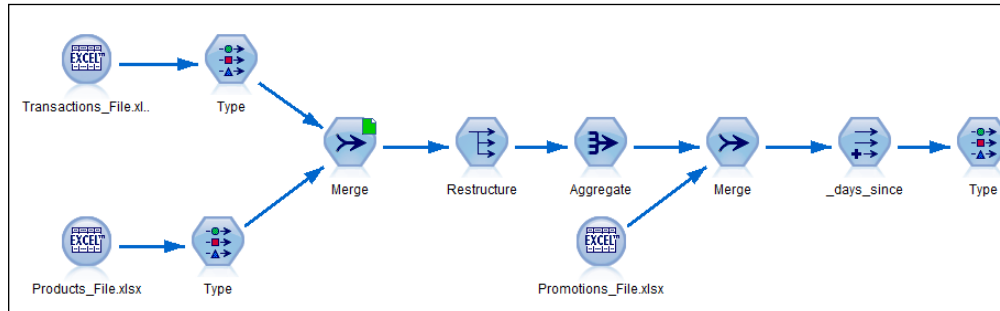 EXCEL
Transactions_File.xl..
Type
Merge
Restructure
Aggregate
Merge
_days_since
Type
EXCEL
Products_File.xlsx
Type
EXCEL
Promotions_File.xlsx